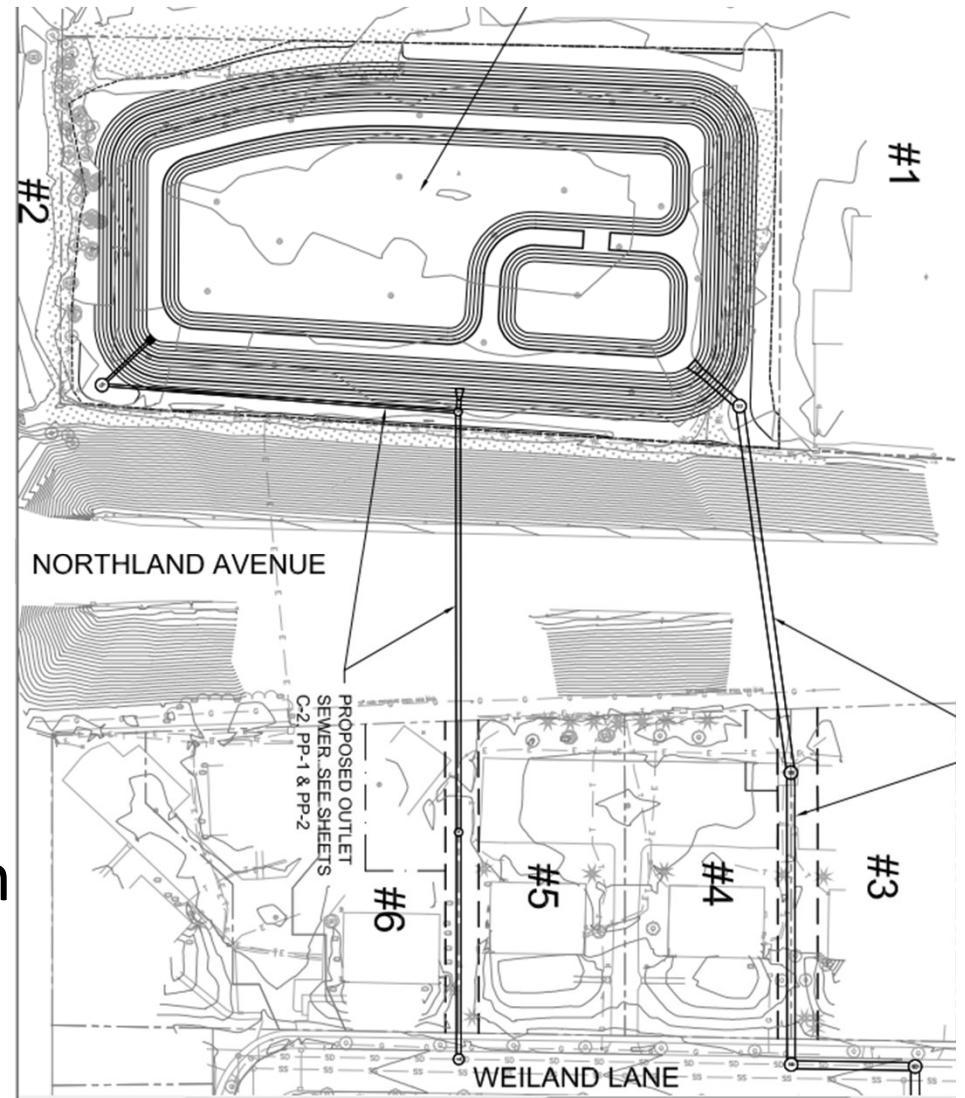 #1
#2
NORTHLAND AVENUE
PROPOSED OUTLET
SEWER. SEE SHEETS
C-2, PP-1 & PP-2
#6
#5
#4
#3
n
WEILAND LANE